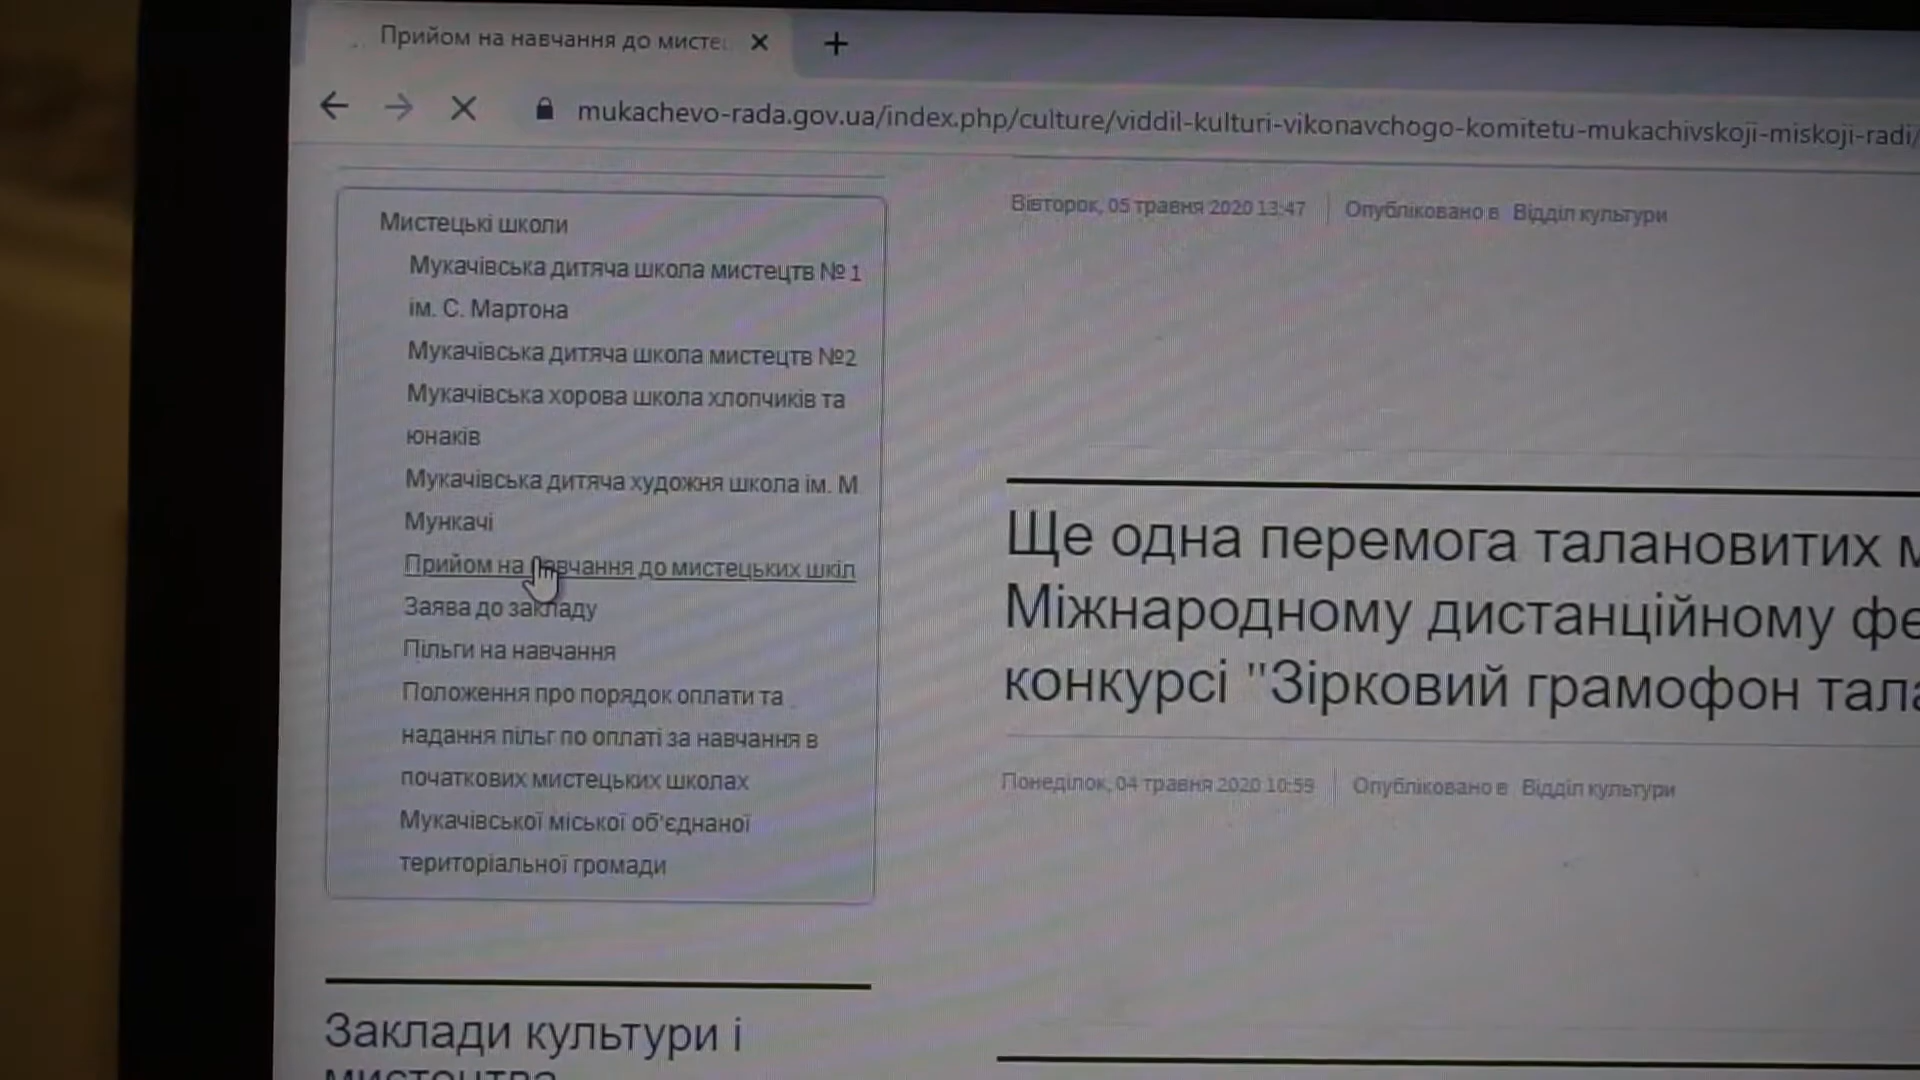 Прийом на навчання до мисте
mukachevo-rada.gov.ua/index.php/culture/viddil-kulturi-vikonavchogo-komitetu-mukachivskoji-miskoji-radi/
Мистецькі школи
Мукачівська дитяча школа мистецтв № 1
ім. С. Мартона
Мукачівська дитяча школа мистецтв №2
Мукачівська хорова школа хлопчиків та
юнаків
Мукачівська дитяча художня школа ім. М
Мункачі
Прийом на навчання до мистецьких шкіл
Заява до закладу
Пільги на навчання
Положення про порядок оплати та
надання пільг по оплаті за навчання в
початкових мистецьких школах
Мукачівської міської об'єднаної
територіальної громади
Заклади культури і
мистецтва
Вівторок, 05 травня 2020 13:47 Опубліковано в Відділ культури
Ще одна перемога талановитих м
Міжнародному дистанційному фе
конкурсі "Зірковий грамофон тала
Понеділок, 04 травня 2020 10:59 Опубліковано в Відділ культури